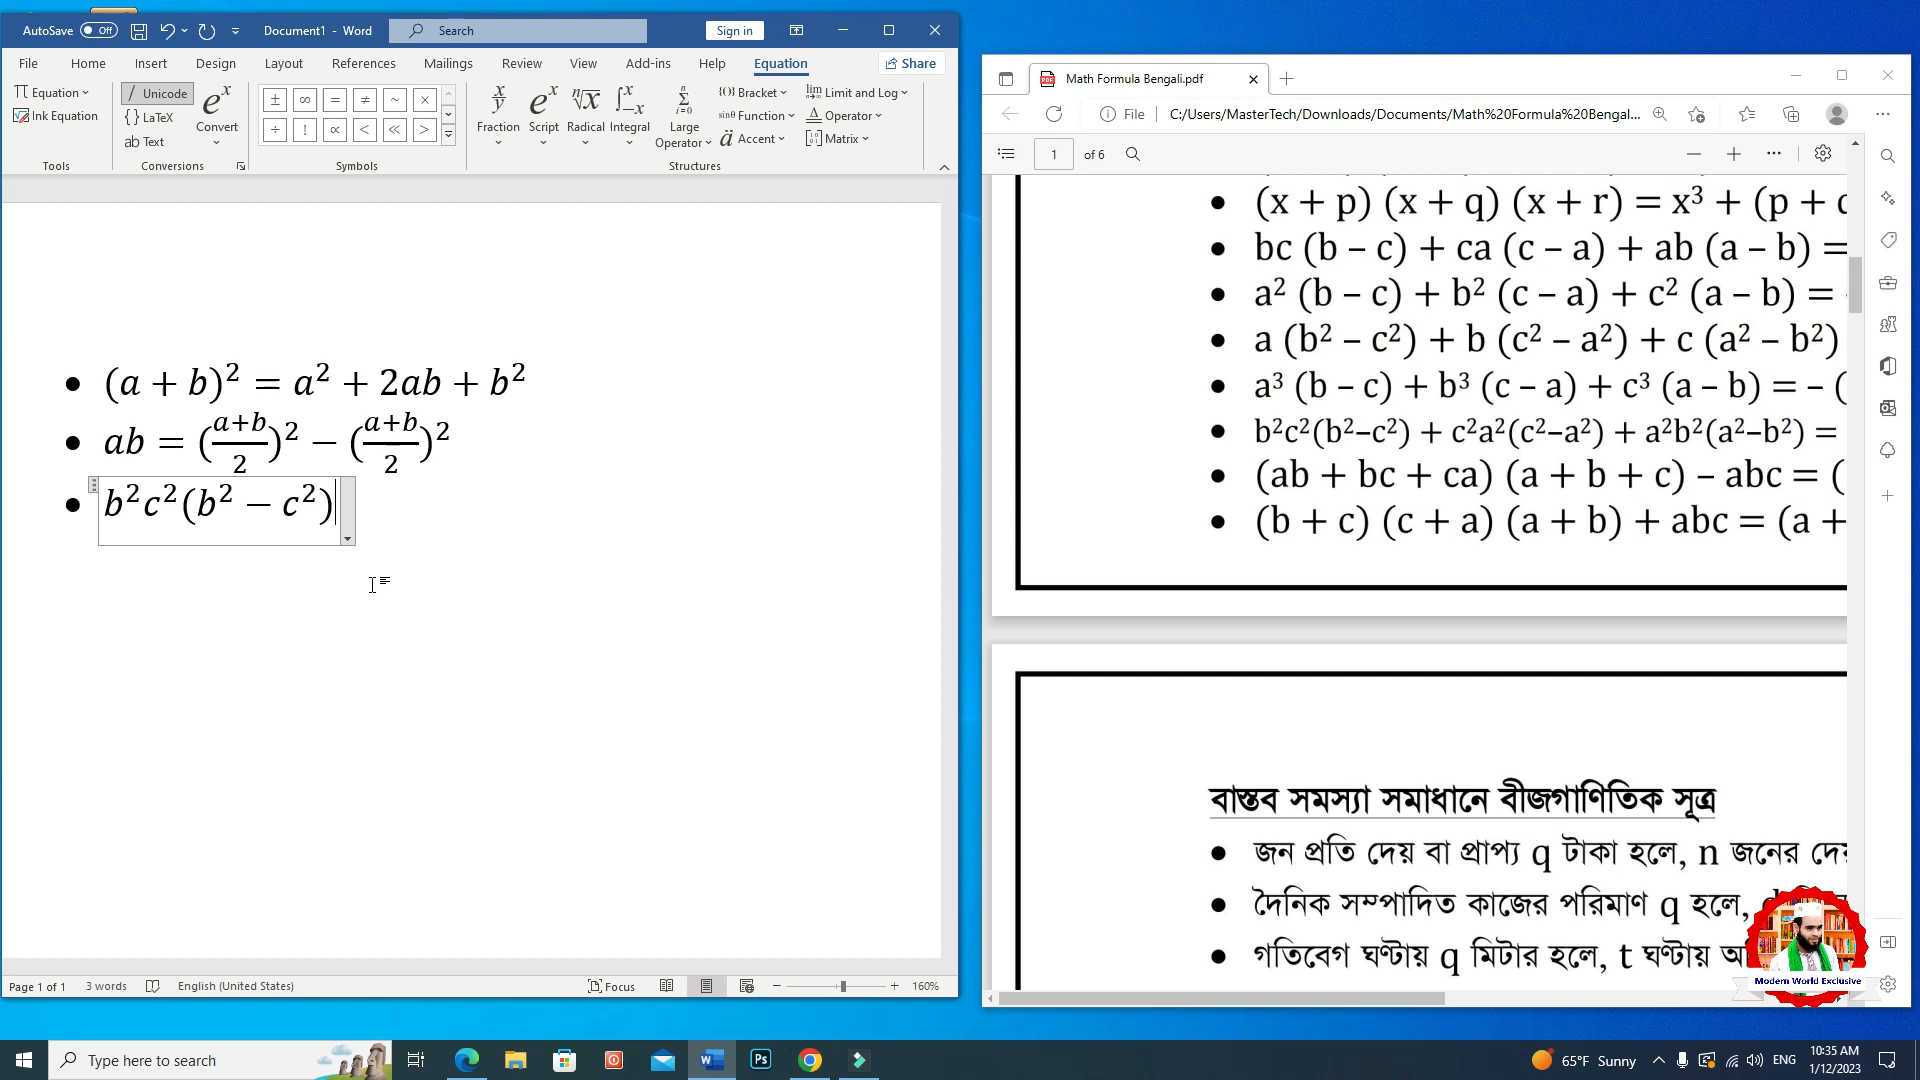 AutoSave Off Document1 - Word Search Sign in
File Home Insert Draw Design Layout References Mailings Review View Add-ins Help Equation Share
Equation Unicode Fraction Script Radical Integral Large Operator Bracket Limit and Log
Ink Equation LaTeX Convert Function Operator
Text Accent Matrix
Tools Conversions Symbols Structures
(a + b)² = a² + 2ab + b²
ab = ((a+b)/2)² − ((a+b)/2)²
b²c²(b² − c²)
Page 1 of 1 3 words English (United States) Focus 160%
Math Formula Bengali.pdf
File C:/Users/MasterTech/Downloads/Documents/Math%20Formula%20Bengal...
1 of 6
(x + p) (x + q) (x + r) = x³ + (p +
bc (b – c) + ca (c – a) + ab (a – b) =
a² (b – c) + b² (c – a) + c² (a – b) =
a (b² – c²) + b (c² – a²) + c (a² – b²)
a³ (b – c) + b³ (c – a) + c³ (a – b) = – (
b²c²(b²–c²) + c²a²(c²–a²) + a²b²(a²–b²) =
(ab + bc + ca) (a + b + c) – abc = (
(b + c) (c + a) (a + b) + abc = (a +
বাস্তব সমস্যা সমাধানে বীজগাণিতিক সূত্র
জন প্রতি দেয় বা প্রাপ্য q টাকা হলে, n জনের দেয়
দৈনিক সম্পাদিত কাজের পরিমাণ q হলে,
গতিবেগ ঘণ্টায় q মিটার হলে, t ঘণ্টায়
Modern World Exclusive
Type here to search
65°F Sunny ENG 10:35 AM
1/12/2023